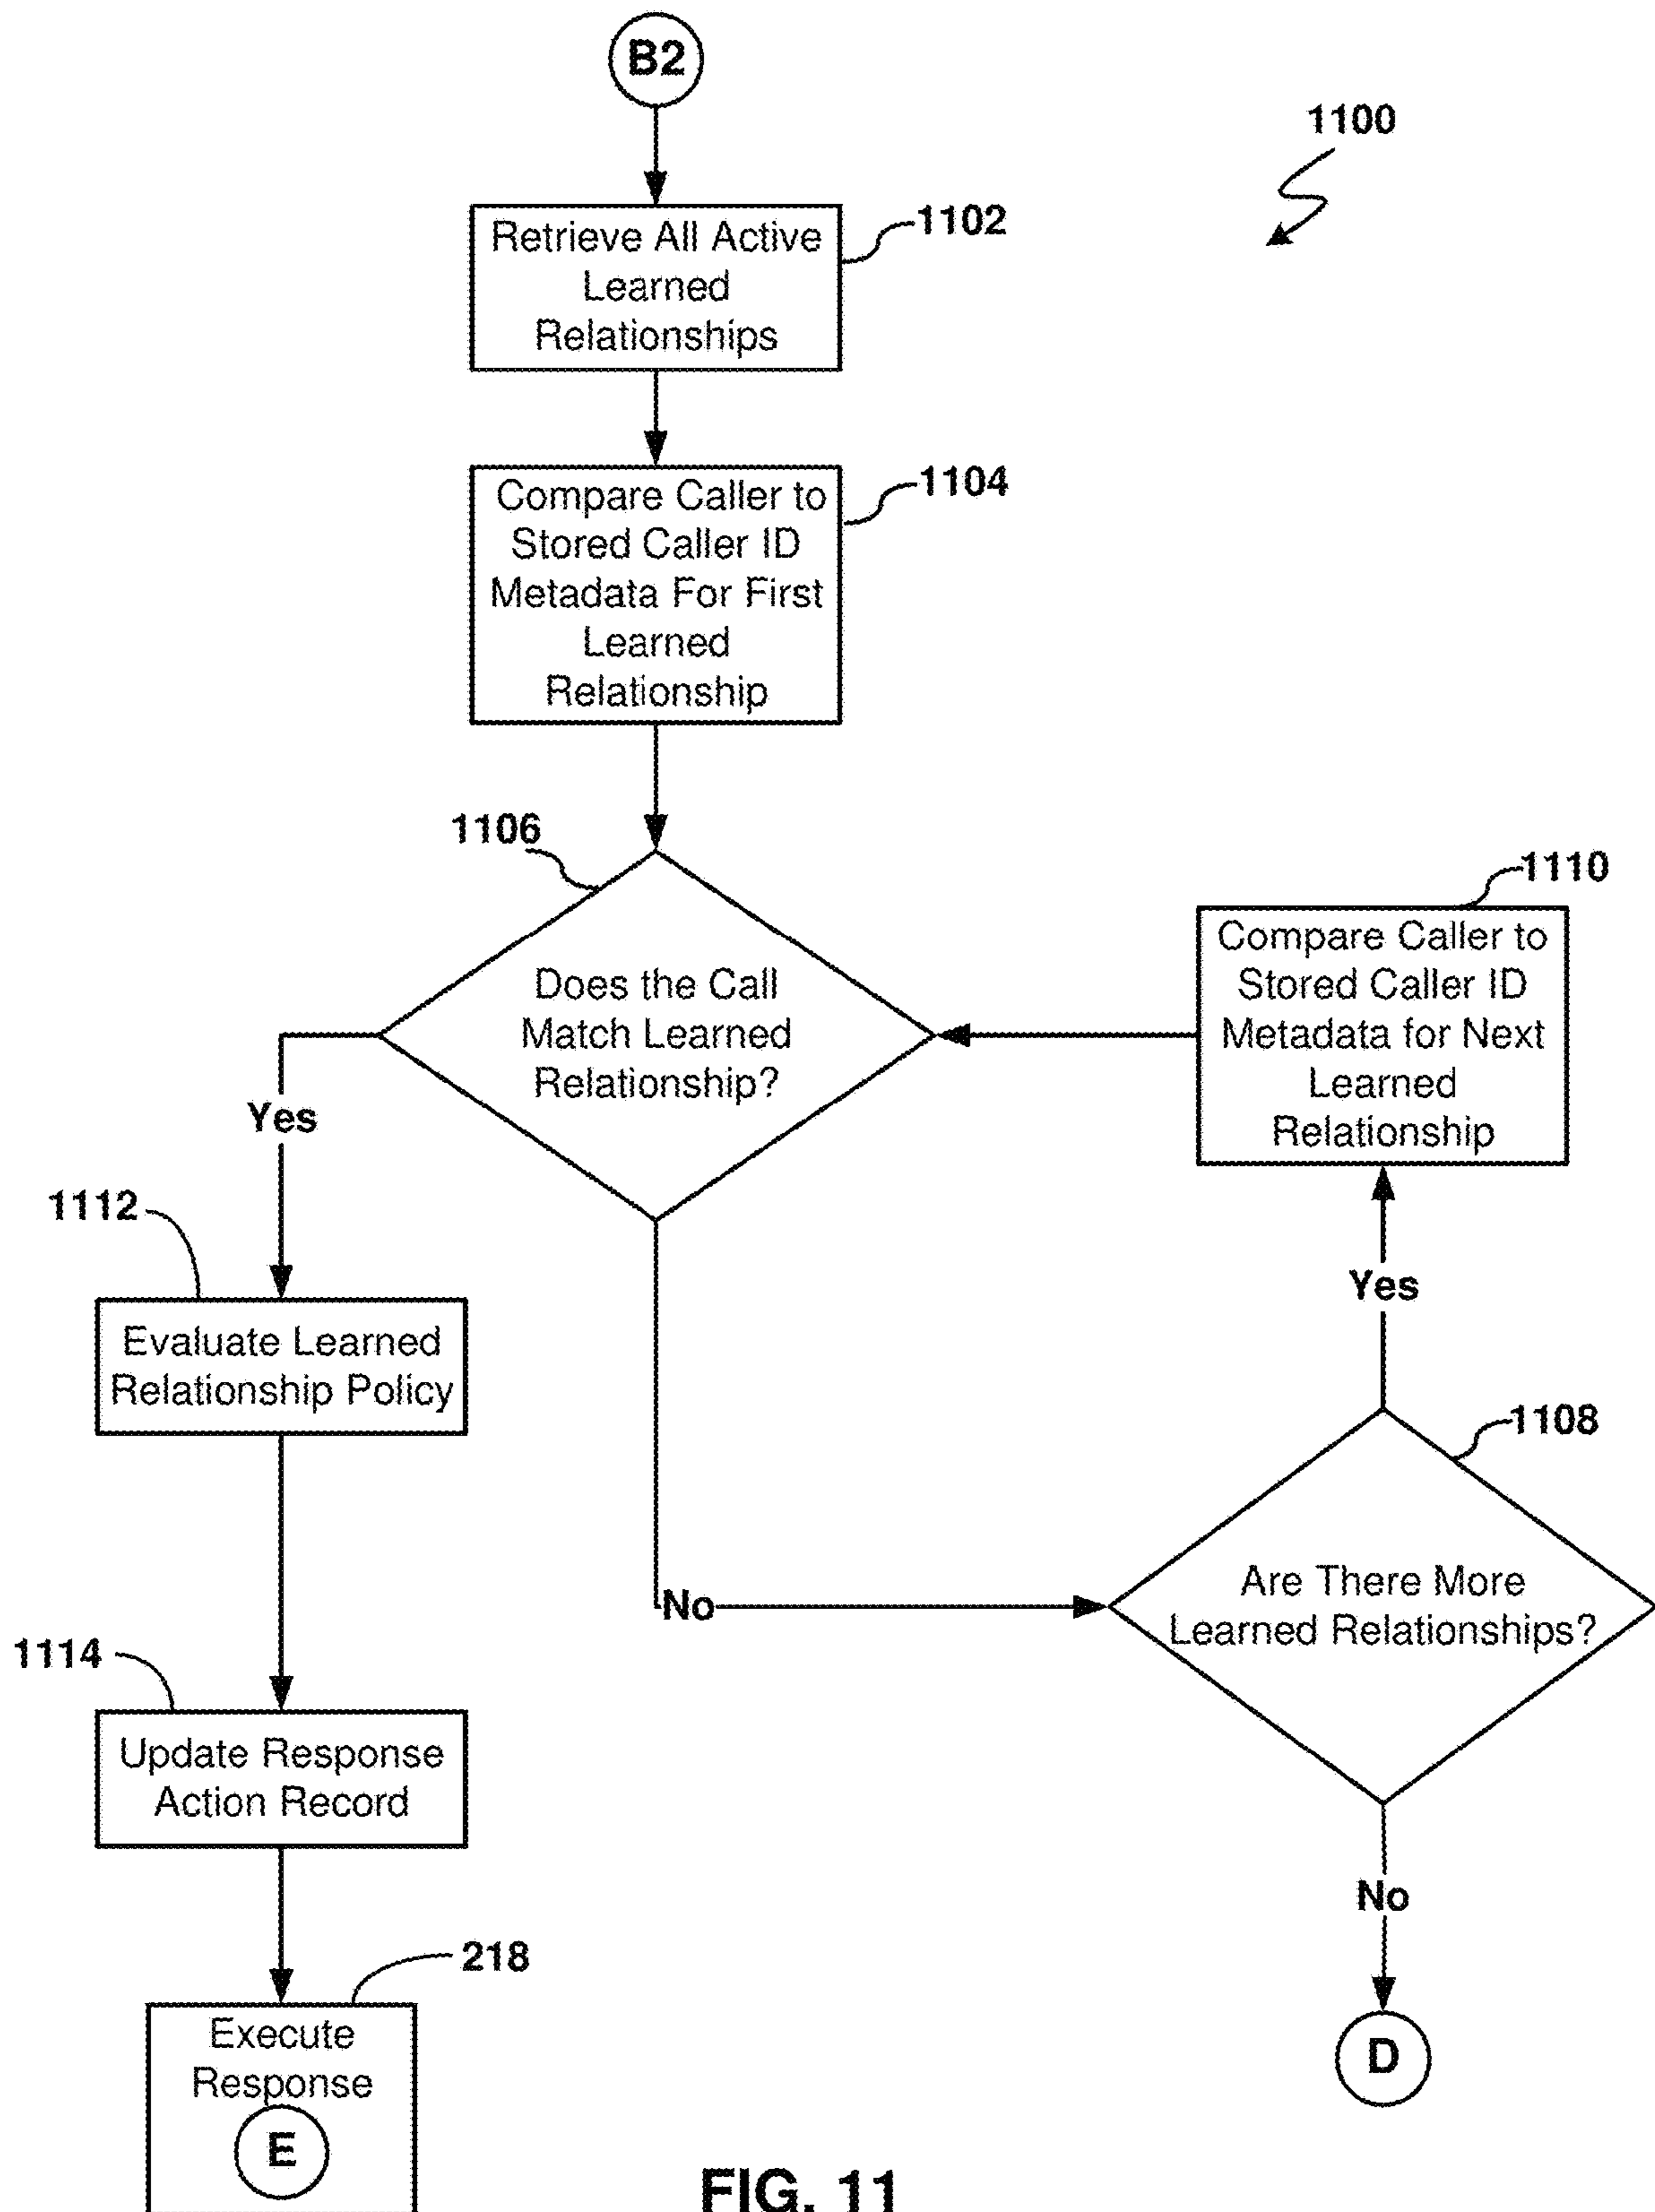 B2
1100
Retrieve All Active
Learned
Relationships
1102
Compare Caller to
Stored Caller ID
Metadata For First
Learned
Relationship
1104
1106
Does the Call
Match Learned
Relationship?
1110
Compare Caller to
Stored Caller ID
Metadata for Next
Learned
Relationship
Yes
Yes
1112
Evaluate Learned
Relationship Policy
1108
Are There More
Learned Relationships?
No
1114
Update Response
Action Record
No
218
Execute
Response
E
D
FIG. 11